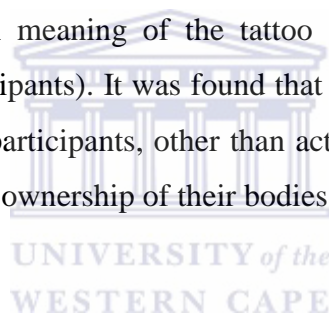 meaning of the tattoo
ipants). It was found that
participants, other than act
ownership of their bodies
UNIVERSITY of the
WESTERN CAPE